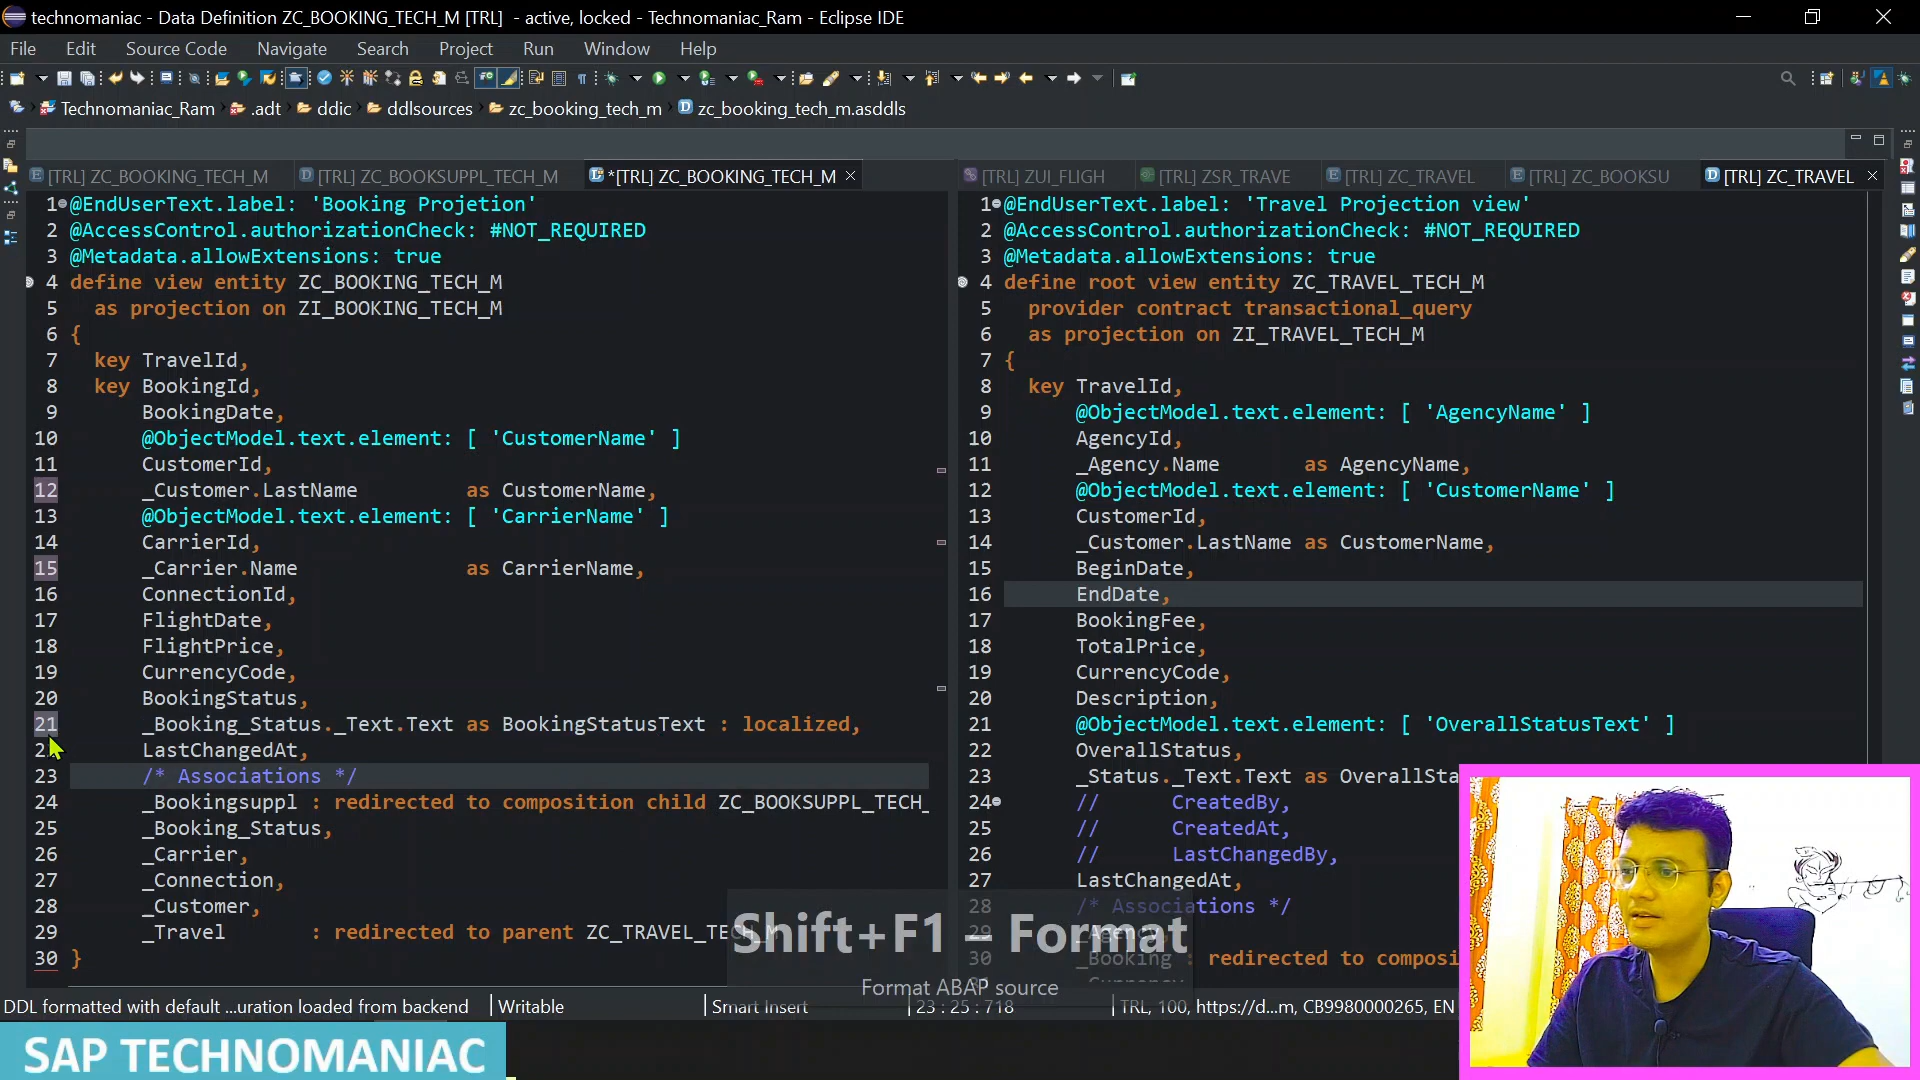 technomaniac - Data Definition ZC_BOOKING_TECH_M [TRL] - active, locked - Technomaniac_Ram - Eclipse IDE
File Edit Source Code Navigate Search Project Run Window Help
Technomaniac_Ram .adt ddic ddlsources zc_booking_tech_m zc_booking_tech_m.asddls
[TRL] ZC_BOOKING_TECH_M [TRL] ZC_BOOKSUPPL_TECH_M *[TRL] ZC_BOOKING_TECH_M
1 @EndUserText.label: 'Booking Projetion'
2 @AccessControl.authorizationCheck: #NOT_REQUIRED
3 @Metadata.allowExtensions: true
4 define view entity ZC_BOOKING_TECH_M
5 as projection on ZI_BOOKING_TECH_M
6 {
7 key TravelId,
8 key BookingId,
9 BookingDate,
10 @ObjectModel.text.element: [ 'CustomerName' ]
11 CustomerId,
12 _Customer.LastName as CustomerName,
13 @ObjectModel.text.element: [ 'CarrierName' ]
14 CarrierId,
15 _Carrier.Name as CarrierName,
16 ConnectionId,
17 FlightDate,
18 FlightPrice,
19 CurrencyCode,
20 BookingStatus,
21 _Booking_Status._Text.Text as BookingStatusText : localized,
2 LastChangedAt,
23 /* Associations */
24 _Bookingsuppl : redirected to composition child ZC_BOOKSUPPL_TECH_
25 _Booking_Status,
26 _Carrier,
27 _Connection,
28 _Customer,
29 _Travel : redirected to parent ZC_TRAVEL_TECH_M
30 }
[TRL] ZUI_FLIGH [TRL] ZSR_TRAVE [TRL] ZC_TRAVEL [TRL] ZC_BOOKSU [TRL] ZC_TRAVEL
1 @EndUserText.label: 'Travel Projection view'
2 @AccessControl.authorizationCheck: #NOT_REQUIRED
3 @Metadata.allowExtensions: true
4 define root view entity ZC_TRAVEL_TECH_M
5 provider contract transactional_query
6 as projection on ZI_TRAVEL_TECH_M
7 {
8 key TravelId,
9 @ObjectModel.text.element: [ 'AgencyName' ]
10 AgencyId,
11 _Agency.Name as AgencyName,
12 @ObjectModel.text.element: [ 'CustomerName' ]
13 CustomerId,
14 _Customer.LastName as CustomerName,
15 BeginDate,
16 EndDate,
17 BookingFee,
18 TotalPrice,
19 CurrencyCode,
20 Description,
21 @ObjectModel.text.element: [ 'OverallStatusText' ]
22 OverallStatus,
23 _Status._Text.Text as OverallSta
24 // CreatedBy,
25 // CreatedAt,
26 // LastChangedBy,
27 LastChangedAt,
28 /* Associations */
29 _Agency,
30 _Booking : redirected to composi
Shift+F1 – Format
Format ABAP source
DDL formatted with default ...uration loaded from backend Writable Smart Insert 23 : 25 : 718 TRL, 100, https://d...m, CB9980000265, EN
SAP TECHNOMANIAC